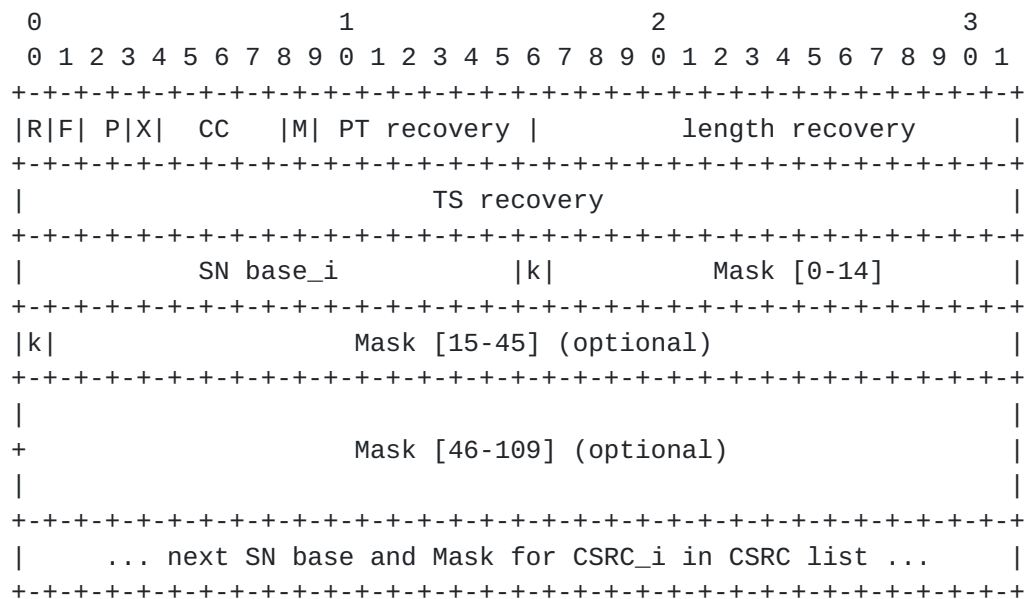 0                   1                   2                   3
 0 1 2 3 4 5 6 7 8 9 0 1 2 3 4 5 6 7 8 9 0 1 2 3 4 5 6 7 8 9 0 1
+-+-+-+-+-+-+-+-+-+-+-+-+-+-+-+-+-+-+-+-+-+-+-+-+-+-+-+-+-+-+-+-+
|R|F| P|X|  CC   |M| PT recovery |         length recovery      |
+-+-+-+-+-+-+-+-+-+-+-+-+-+-+-+-+-+-+-+-+-+-+-+-+-+-+-+-+-+-+-+-+
|                          TS recovery                          |
+-+-+-+-+-+-+-+-+-+-+-+-+-+-+-+-+-+-+-+-+-+-+-+-+-+-+-+-+-+-+-+-+
|           SN base_i           |k|          Mask [0-14]        |
+-+-+-+-+-+-+-+-+-+-+-+-+-+-+-+-+-+-+-+-+-+-+-+-+-+-+-+-+-+-+-+-+
|k|                   Mask [15-45] (optional)                   |
+-+-+-+-+-+-+-+-+-+-+-+-+-+-+-+-+-+-+-+-+-+-+-+-+-+-+-+-+-+-+-+-+
|                                                               |
+                     Mask [46-109] (optional)                  |
|                                                               |
+-+-+-+-+-+-+-+-+-+-+-+-+-+-+-+-+-+-+-+-+-+-+-+-+-+-+-+-+-+-+-+-+
|     ... next SN base and Mask for CSRC_i in CSRC list ...     |
+-+-+-+-+-+-+-+-+-+-+-+-+-+-+-+-+-+-+-+-+-+-+-+-+-+-+-+-+-+-+-+-+